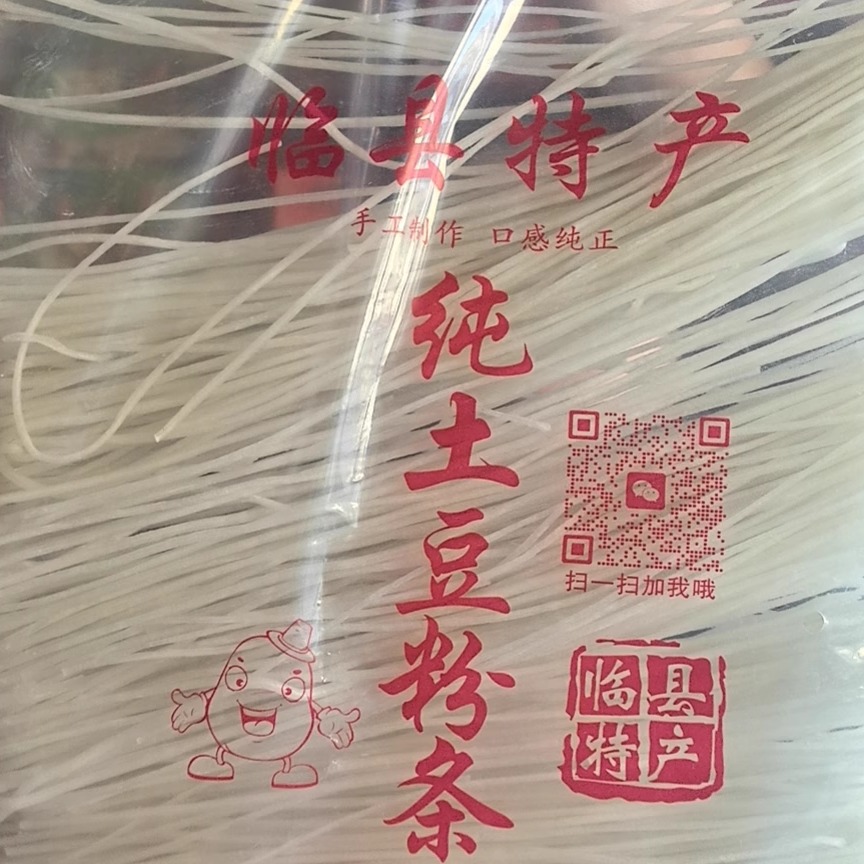 临县特产
手工制作 口感纯正
纯土豆粉条
扫一扫加我哦
临县
特产